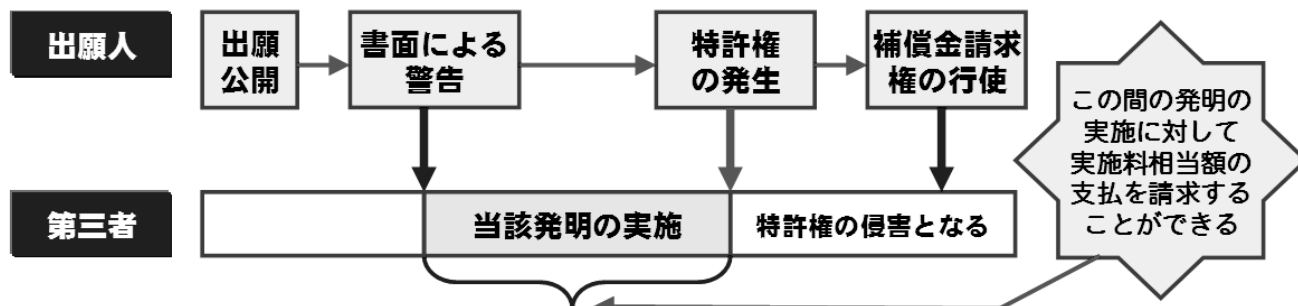 出願人
出願
公開
書面による
警告
特許権
の発生
補償金請求
権の行使
この間の発明の
実施に対して
実施料相当額の
支払を請求する
ことができる
第三者
当該発明の実施
特許権の侵害となる